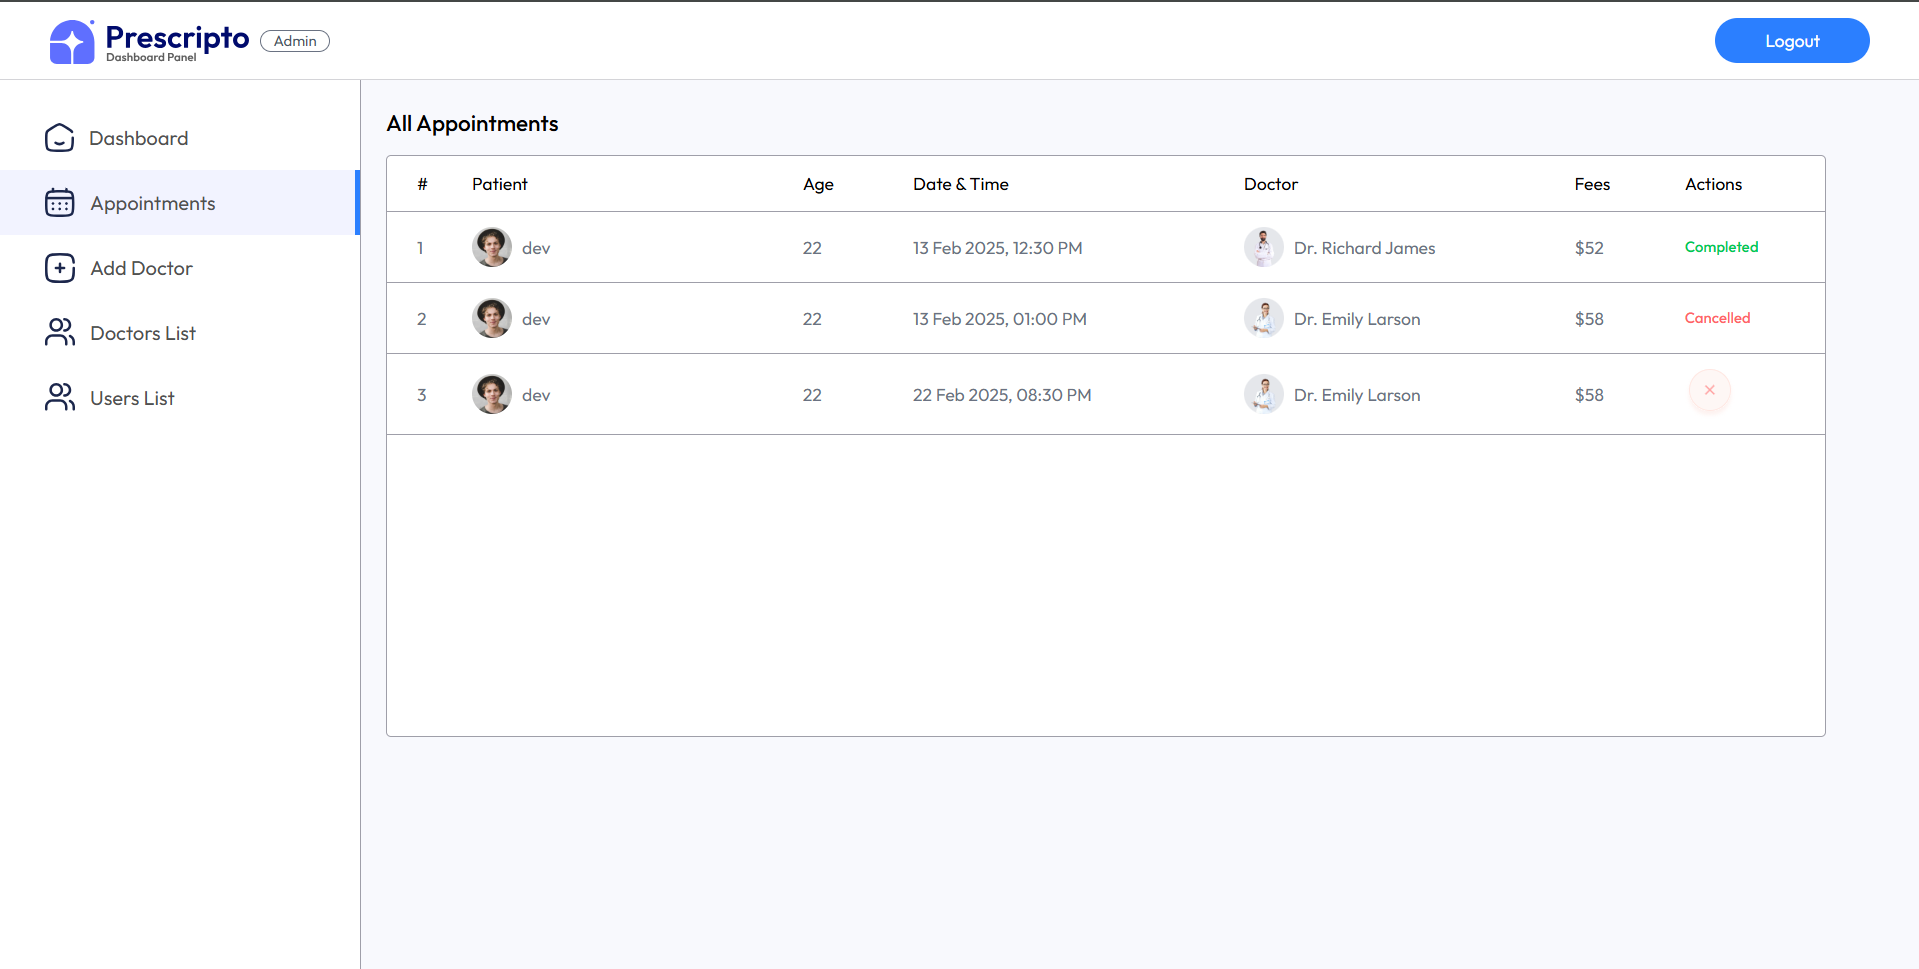 Prescripto
Dashboard Panel
Admin
Logout
Dashboard
Appointments
Add Doctor
Doctors List
Users List
All Appointments
# Patient Age Date & Time Doctor Fees Actions
1 dev 22 13 Feb 2025, 12:30 PM Dr. Richard James $52 Completed
2 dev 22 13 Feb 2025, 01:00 PM Dr. Emily Larson $58 Cancelled
3 dev 22 22 Feb 2025, 08:30 PM Dr. Emily Larson $58